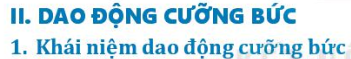 II. DAO ĐỘNG CƯỠNG BỨC
1. Khái niệm dao động cưỡng bức